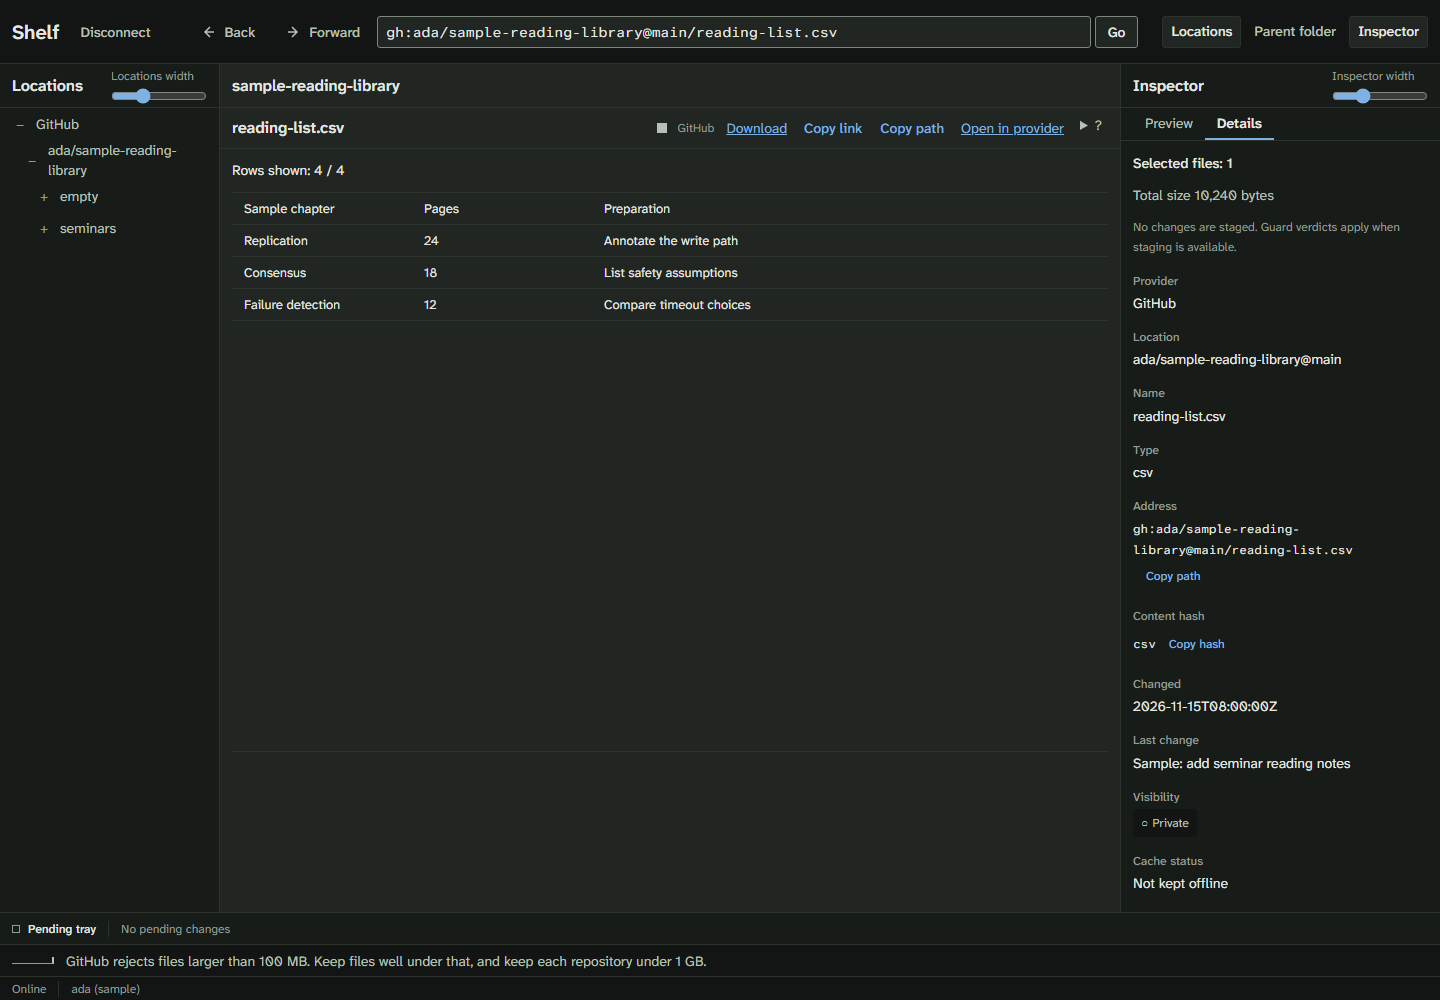 Shelf
Disconnect
Back
Forward
gh:ada/sample-reading-library@main/reading-list.csv
Go
Locations
Parent folder
Inspector
Locations
Locations width
GitHub
ada/sample-reading-
library
empty
seminars
sample-reading-library
reading-list.csv
GitHub
Download
Copy link
Copy path
Open in provider
?
Rows shown: 4 / 4
Sample chapter Pages Preparation
Replication 24 Annotate the write path
Consensus 18 List safety assumptions
Failure detection 12 Compare timeout choices
Inspector
Inspector width
Preview
Details
Selected files: 1
Total size 10,240 bytes
No changes are staged. Guard verdicts apply when
staging is available.
Provider
GitHub
Location
ada/sample-reading-library@main
Name
reading-list.csv
Type
csv
Address
gh:ada/sample-reading-
library@main/reading-list.csv
Copy path
Content hash
csv Copy hash
Changed
2026-11-15T08:00:00Z
Last change
Sample: add seminar reading notes
Visibility
Private
Cache status
Not kept offline
Pending tray
No pending changes
GitHub rejects files larger than 100 MB. Keep files well under that, and keep each repository under 1 GB.
Online
ada (sample)